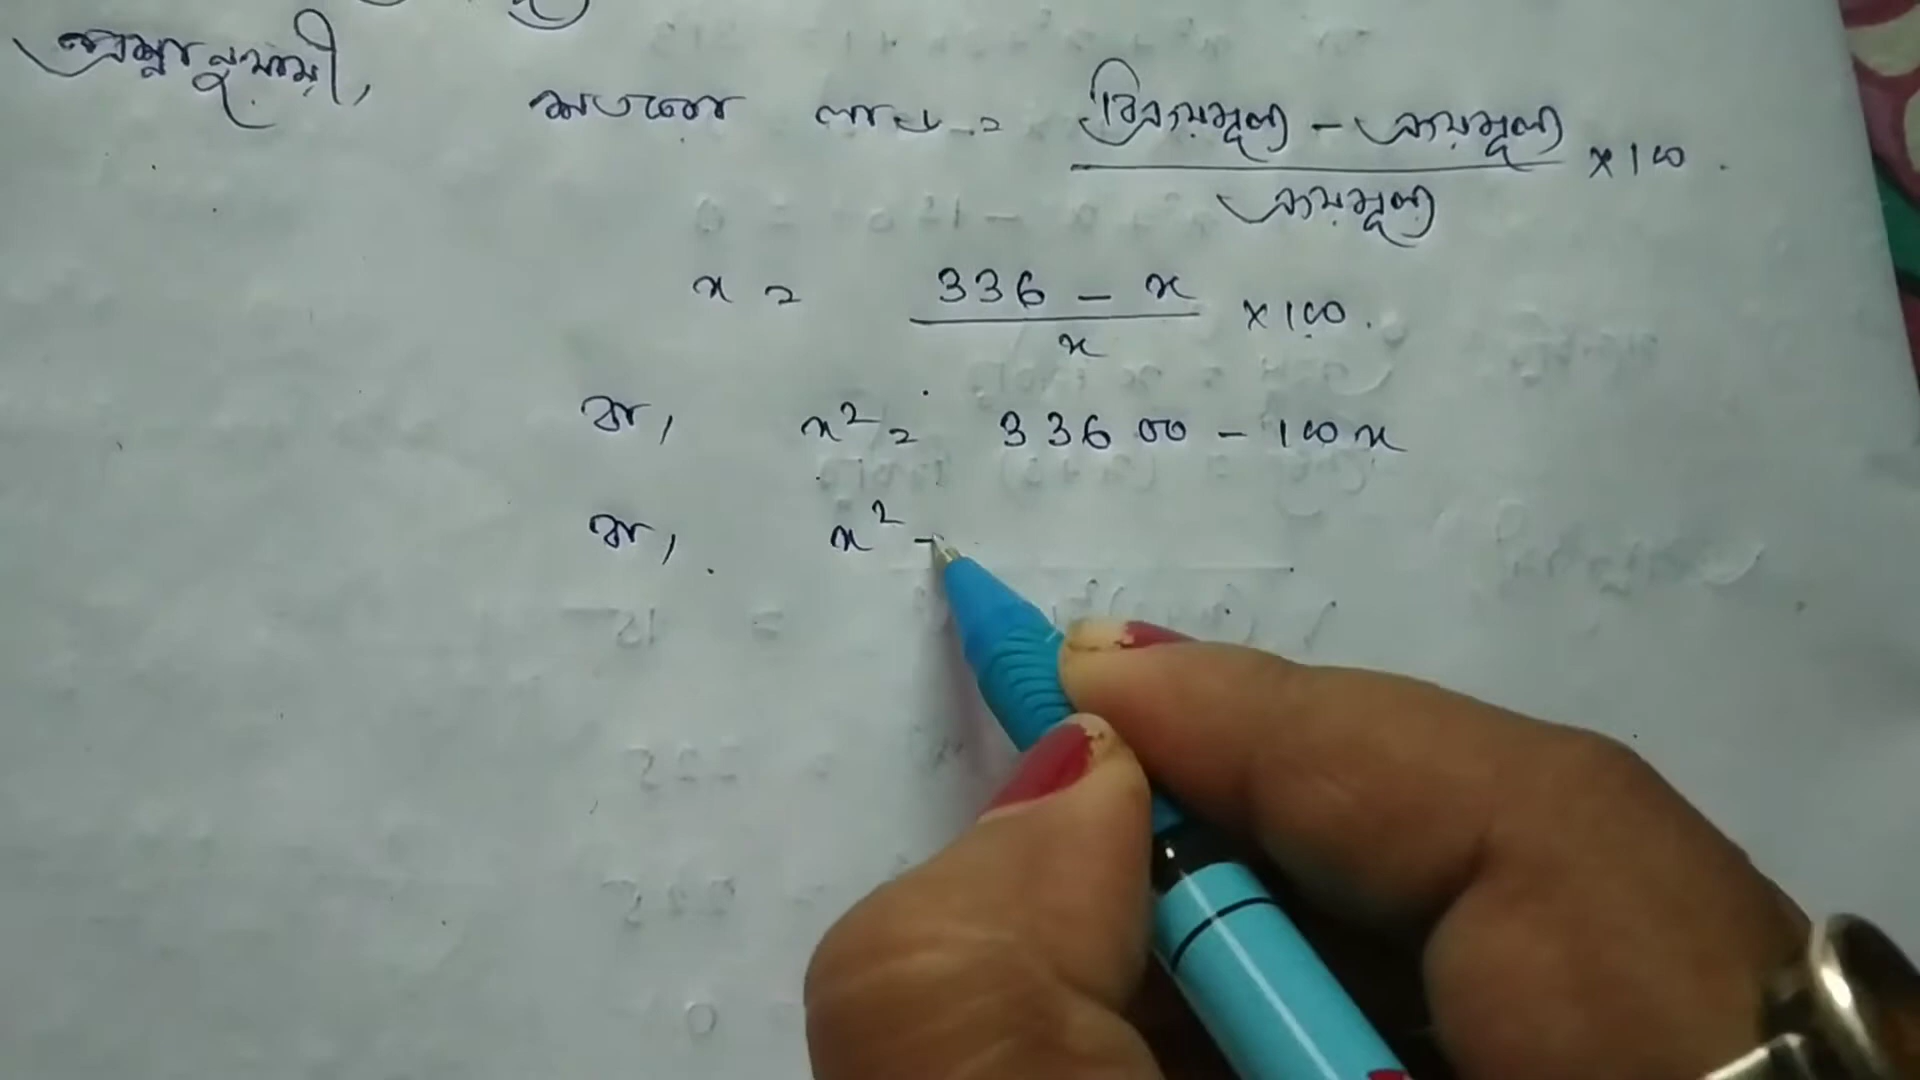 প্রশ্নানুযায়ী,
শতকরা লাভ = বিক্রয়মূল্য - ক্রয়মূল্য / ক্রয়মূল্য × 100
x = 336 - x / x × 100.
বা, x² = 33600 - 100x
বা, x² -